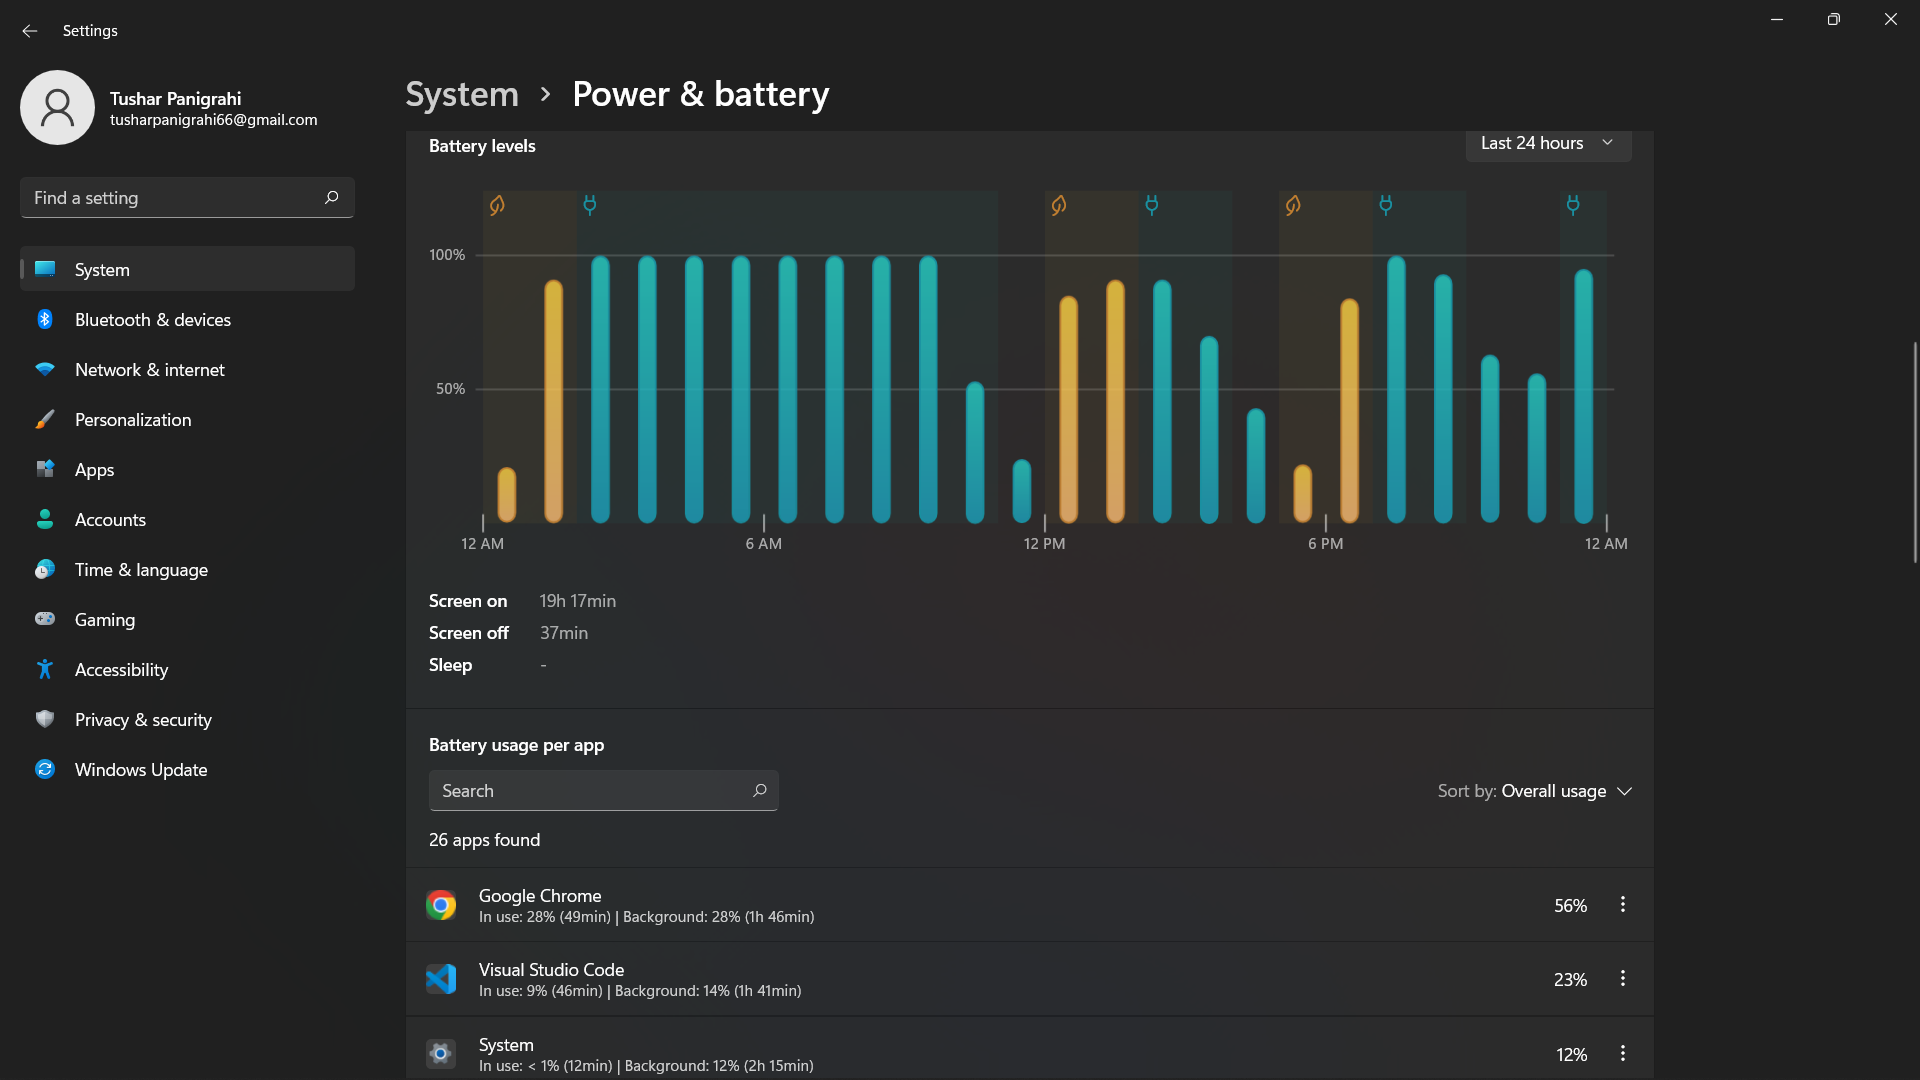 Settings
Tushar Panigrahi
tusharpanigrahi66@gmail.com
Find a setting
System
Bluetooth & devices
Network & internet
Personalization
Apps
Accounts
Time & language
Gaming
Accessibility
Privacy & security
Windows Update
System > Power & battery
Battery levels
Last 24 hours
100%
50%
12 AM
6 AM
12 PM
6 PM
12 AM
Screen on 19h 17min
Screen off 37min
Sleep -
Battery usage per app
Search
Sort by: Overall usage
26 apps found
Google Chrome
In use: 28% (49min) | Background: 28% (1h 46min)
56%
Visual Studio Code
In use: 9% (46min) | Background: 14% (1h 41min)
23%
System
In use: < 1% (12min) | Background: 12% (2h 15min)
12%